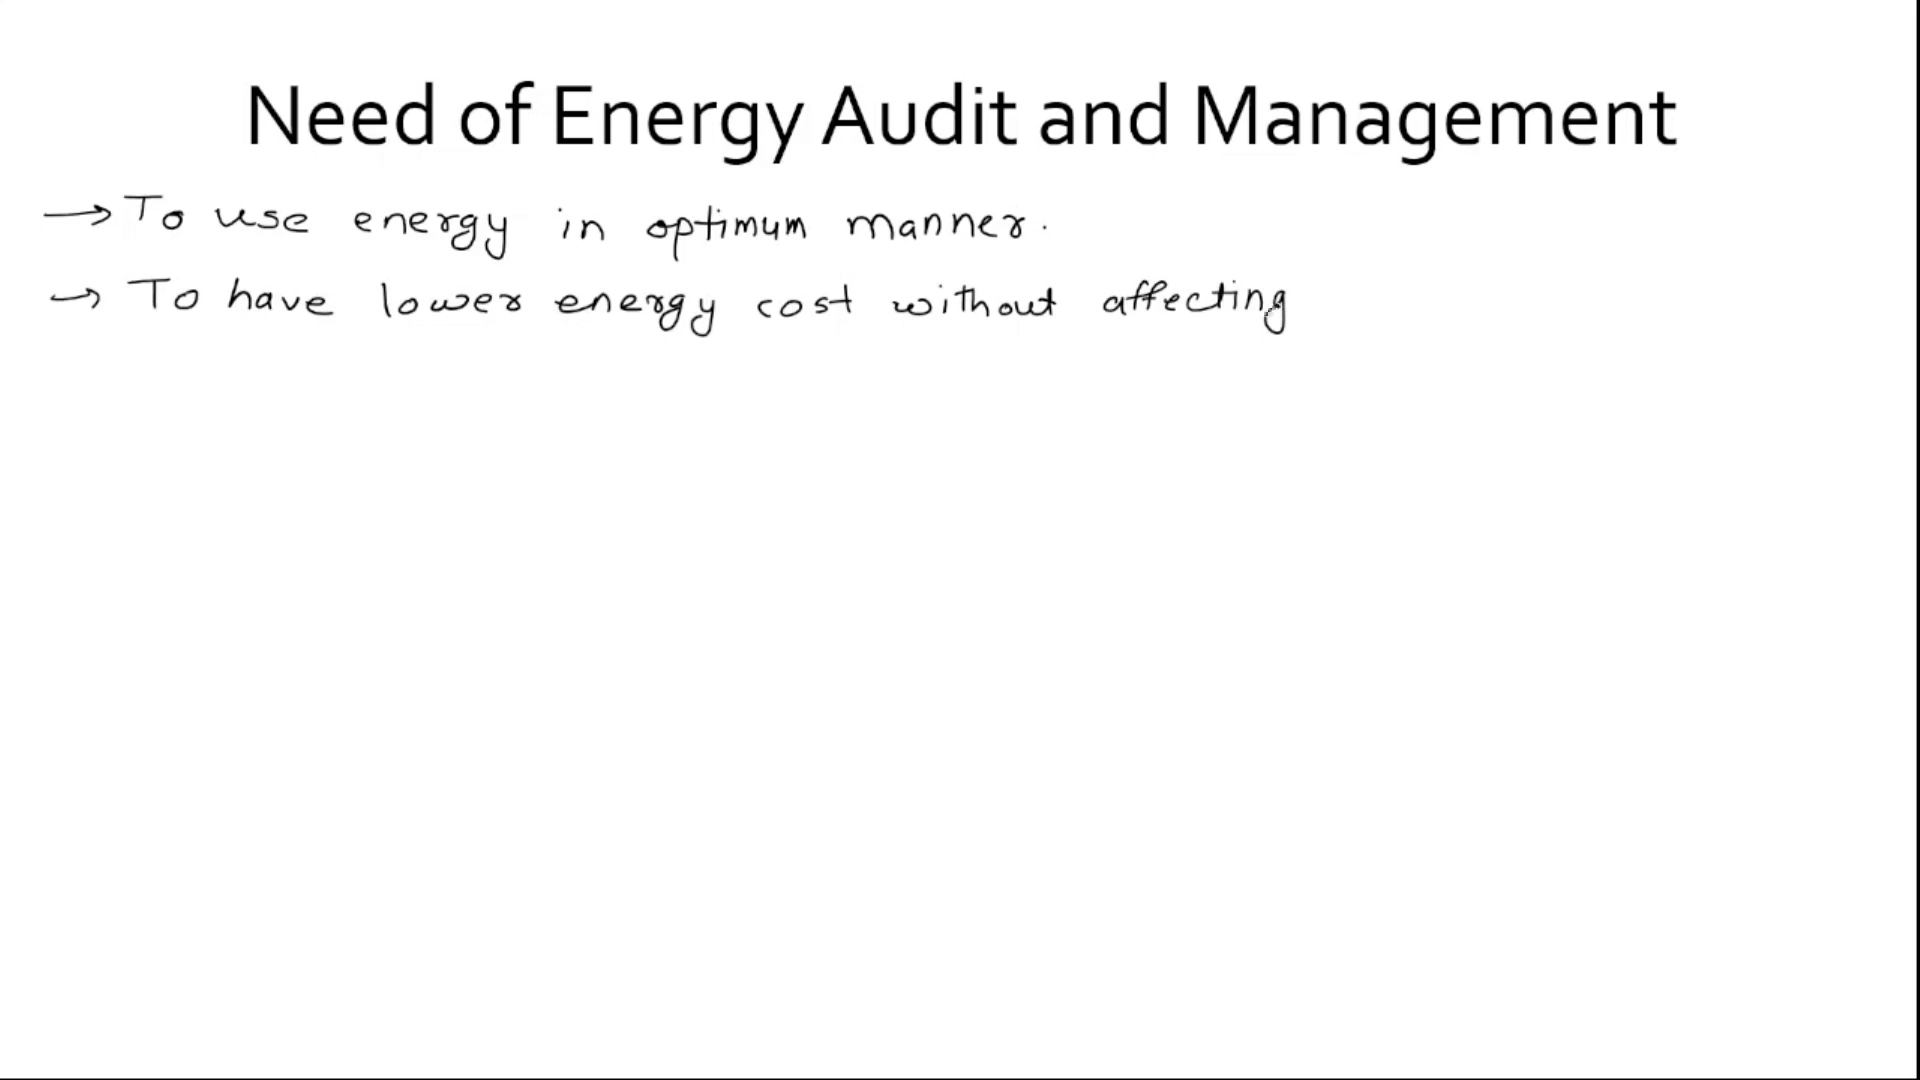 Need of Energy Audit and Management
→ To use energy in optimum manner.
→ To have lower energy cost without affecting